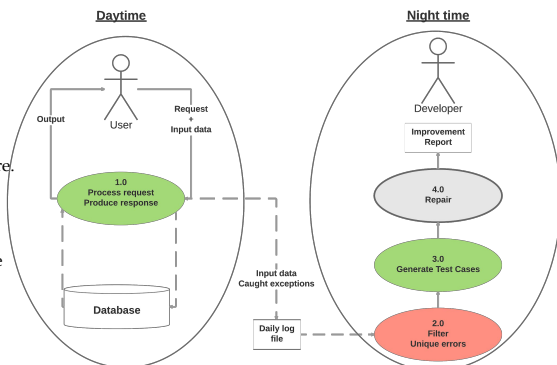 Daytime
Night time
User
Developer
Output
Request
+
Input data
Improvement
Report
re.
1.0
Process request
Produce response
4.0
Repair
3.0
Generate Test Cases
e
Input data
Caught exceptions
Database
Daily log
file
2.0
Filter
Unique errors